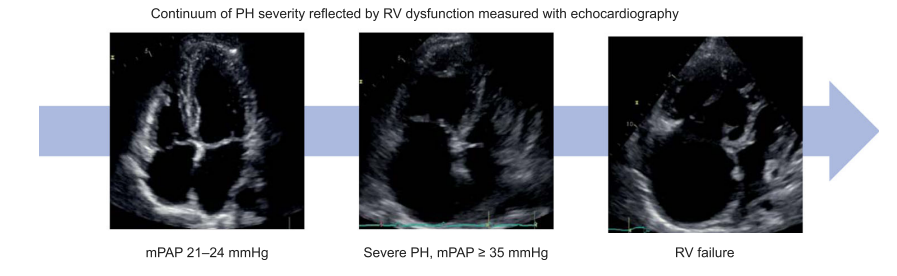 Continuum of PH severity reflected by RV dysfunction measured with echocardiography
mPAP 21–24 mmHg
Severe PH, mPAP ≥ 35 mmHg
RV failure